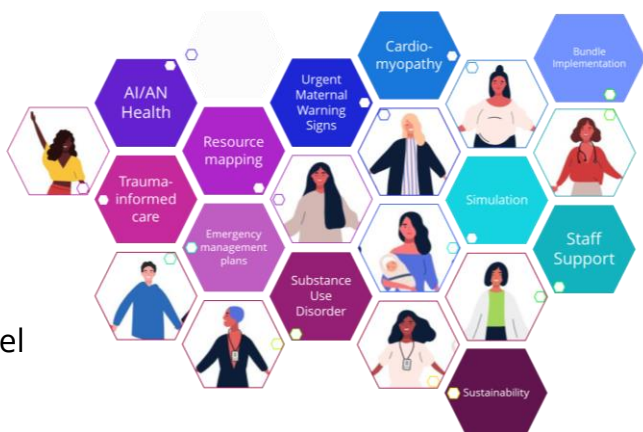 Cardio-
myopathy
Bundle
Implementation
AI/AN
Health
Urgent
Maternal
Warning
Signs
Resource
mapping
Trauma-
informed
care
Simulation
Emergency
management
plans
Staff
Support
Substance
Use
Disorder
el
Sustainability